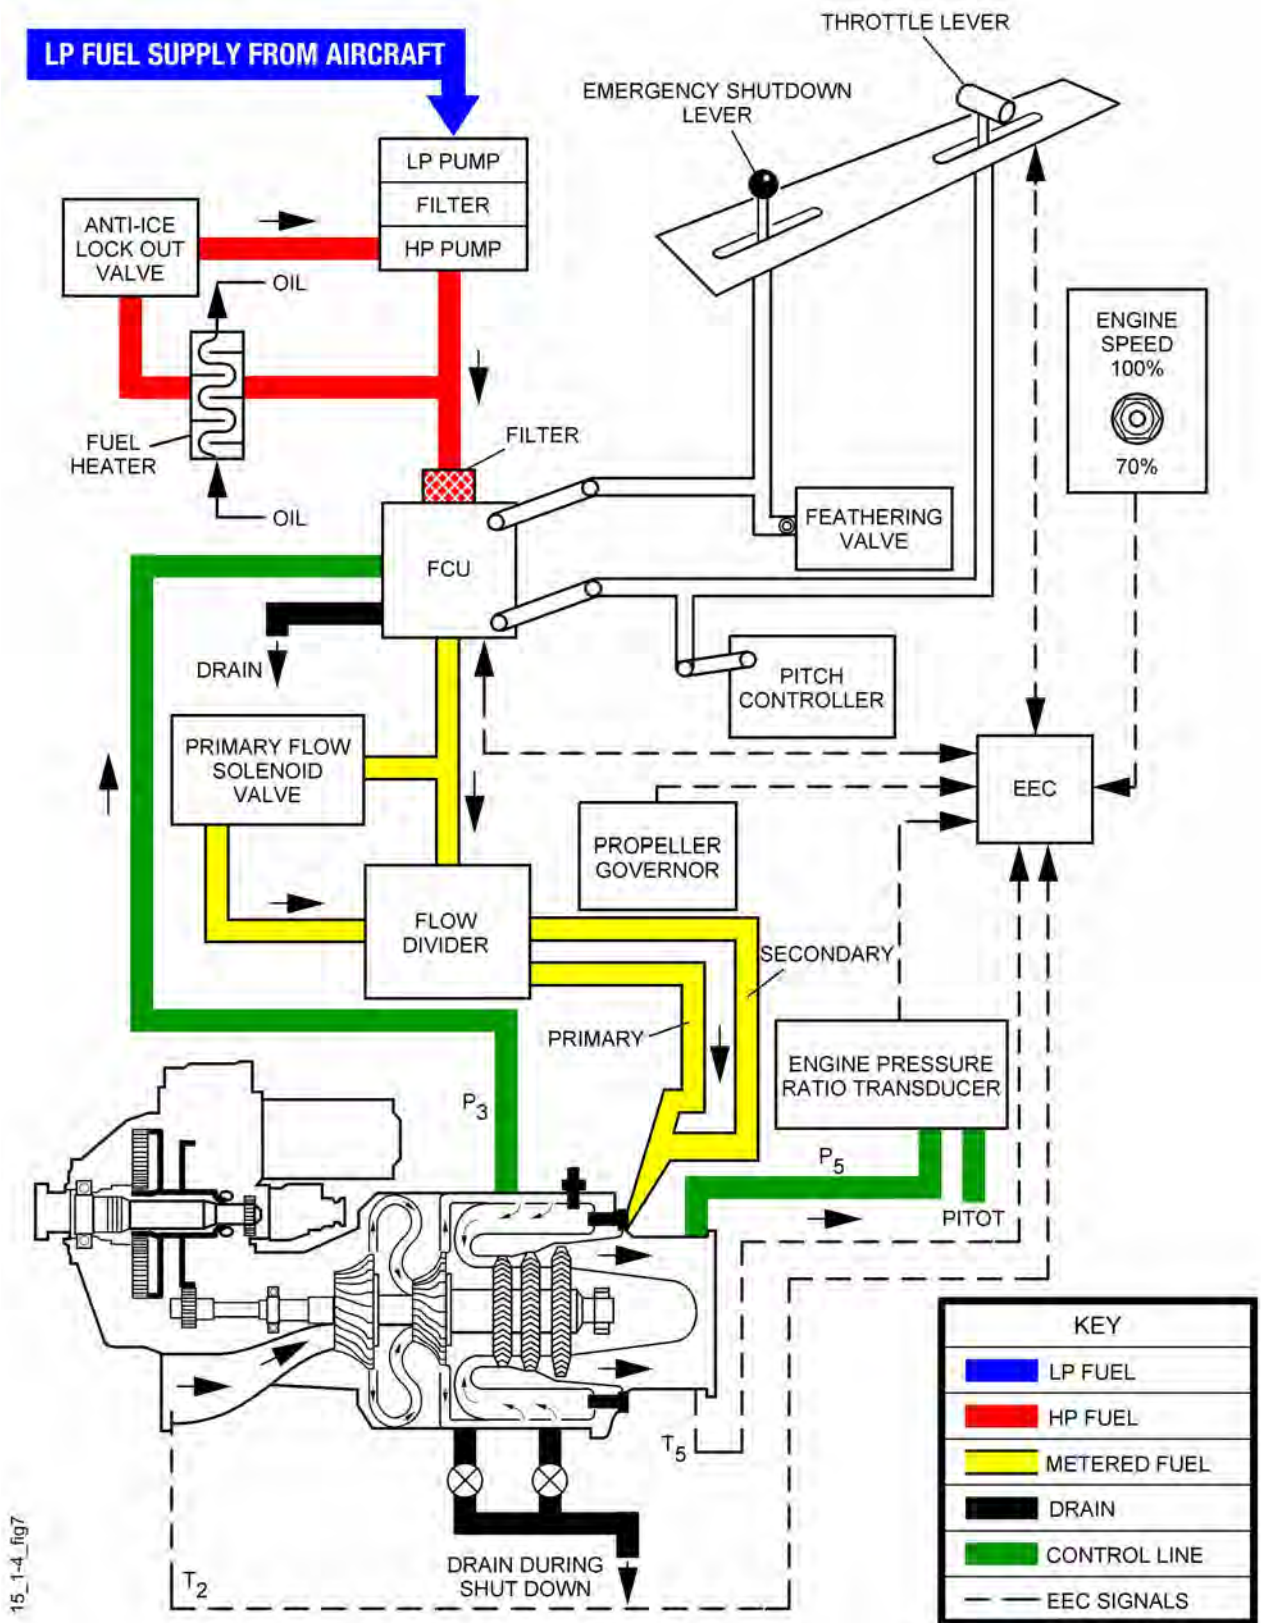 THROTTLE LEVER
LP FUEL SUPPLY FROM AIRCRAFT
EMERGENCY SHUTDOWN
LEVER
LP PUMP
FILTER
HP PUMP
ANTI-ICE
LOCK OUT
VALVE
OIL
ENGINE
SPEED
100%
70%
FUEL
HEATER
FILTER
OIL
FEATHERING
VALVE
FCU
DRAIN
PITCH
CONTROLLER
PRIMARY FLOW
SOLENOID
VALVE
EEC
PROPELLER
GOVERNOR
FLOW
DIVIDER
SECONDARY
PRIMARY
ENGINE PRESSURE
RATIO TRANSDUCER
P3
P5
PITOT
KEY
LP FUEL
HP FUEL
METERED FUEL
DRAIN
CONTROL LINE
EEC SIGNALS
T5
DRAIN DURING
SHUT DOWN
T2
15_1-4_fig7